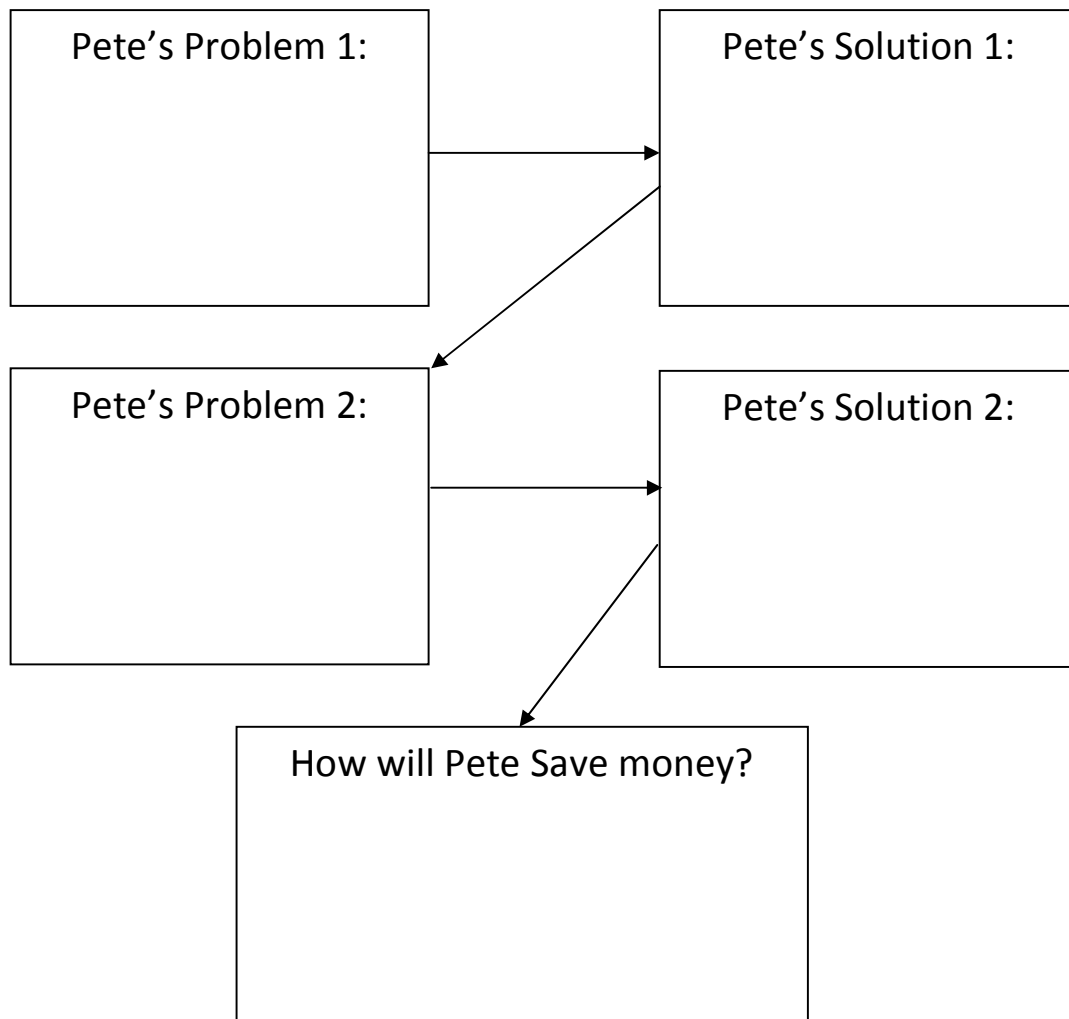 Pete’s Problem 1:
Pete’s Solution 1:
Pete’s Problem 2:
Pete’s Solution 2:
How will Pete Save money?